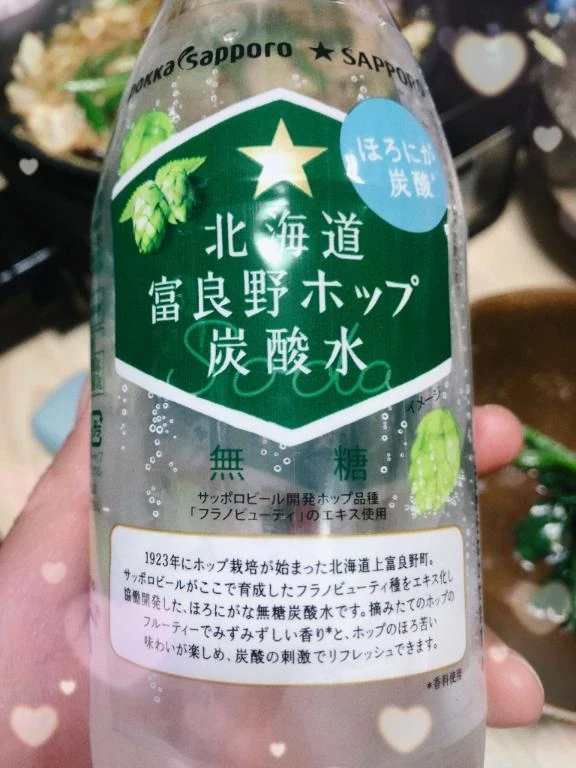 pokka sapporo ★ SAPPORO
ほろにが
炭酸*
北海道
富良野ホップ
炭酸水
Soda
イメージ
無糖
サッポロビール開発ホップ品種
「フラノビューティ」のエキス使用
1923年にホップ栽培が始まった北海道上富良野町。
サッポロビールがここで育成したフラノビューティ種をエキス化し
協働開発した、ほろにがな無糖炭酸水です。摘みたてのホップの
フルーティーでみずみずしい香り*と、ホップのほろ苦い
味わいが楽しめ、炭酸の刺激でリフレッシュできます。
*香料使用